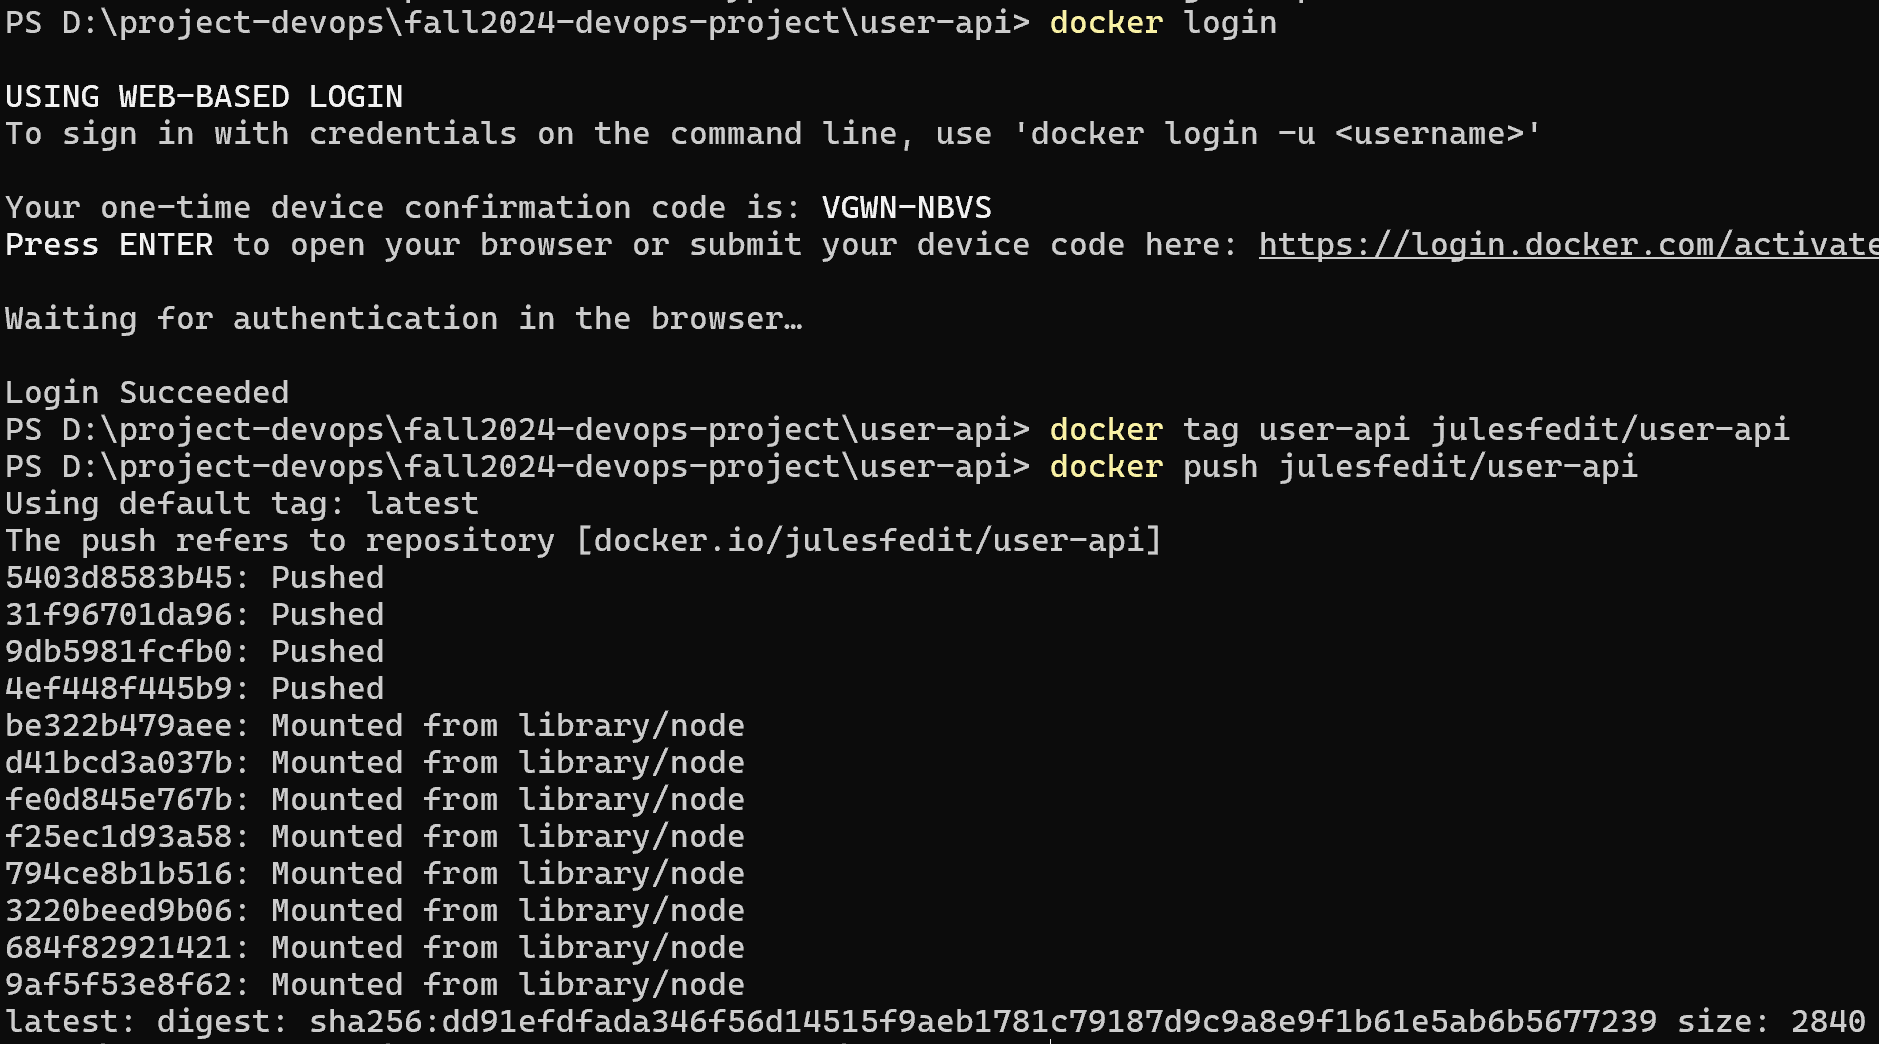 PS D:\project-devops\fall2024-devops-project\user-api> docker login
USING WEB-BASED LOGIN
To sign in with credentials on the command line, use 'docker login -u <username>'
Your one-time device confirmation code is: VGWN-NBVS
Press ENTER to open your browser or submit your device code here: https://login.docker.com/activate
Waiting for authentication in the browser…
Login Succeeded
PS D:\project-devops\fall2024-devops-project\user-api> docker tag user-api julesfedit/user-api
PS D:\project-devops\fall2024-devops-project\user-api> docker push julesfedit/user-api
Using default tag: latest
The push refers to repository [docker.io/julesfedit/user-api]
5403d8583b45: Pushed
31f96701da96: Pushed
9db5981fcfb0: Pushed
4ef448f445b9: Pushed
be322b479aee: Mounted from library/node
d41bcd3a037b: Mounted from library/node
fe0d845e767b: Mounted from library/node
f25ec1d93a58: Mounted from library/node
794ce8b1b516: Mounted from library/node
3220beed9b06: Mounted from library/node
684f82921421: Mounted from library/node
9af5f53e8f62: Mounted from library/node
latest: digest: sha256:dd91efdfada346f56d14515f9aeb1781c79187d9c9a8e9f1b61e5ab6b5677239 size: 2840